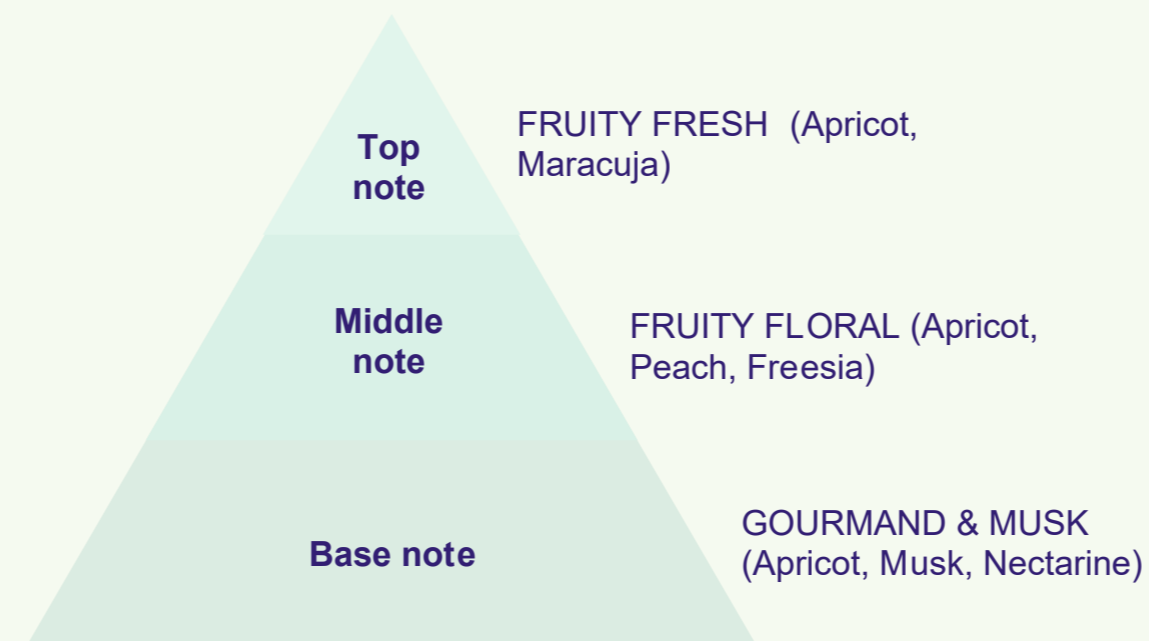 Top
note
FRUITY FRESH  (Apricot,
Maracuja)
Middle
note
FRUITY FLORAL (Apricot,
Peach, Freesia)
Base note
GOURMAND & MUSK
(Apricot, Musk, Nectarine)